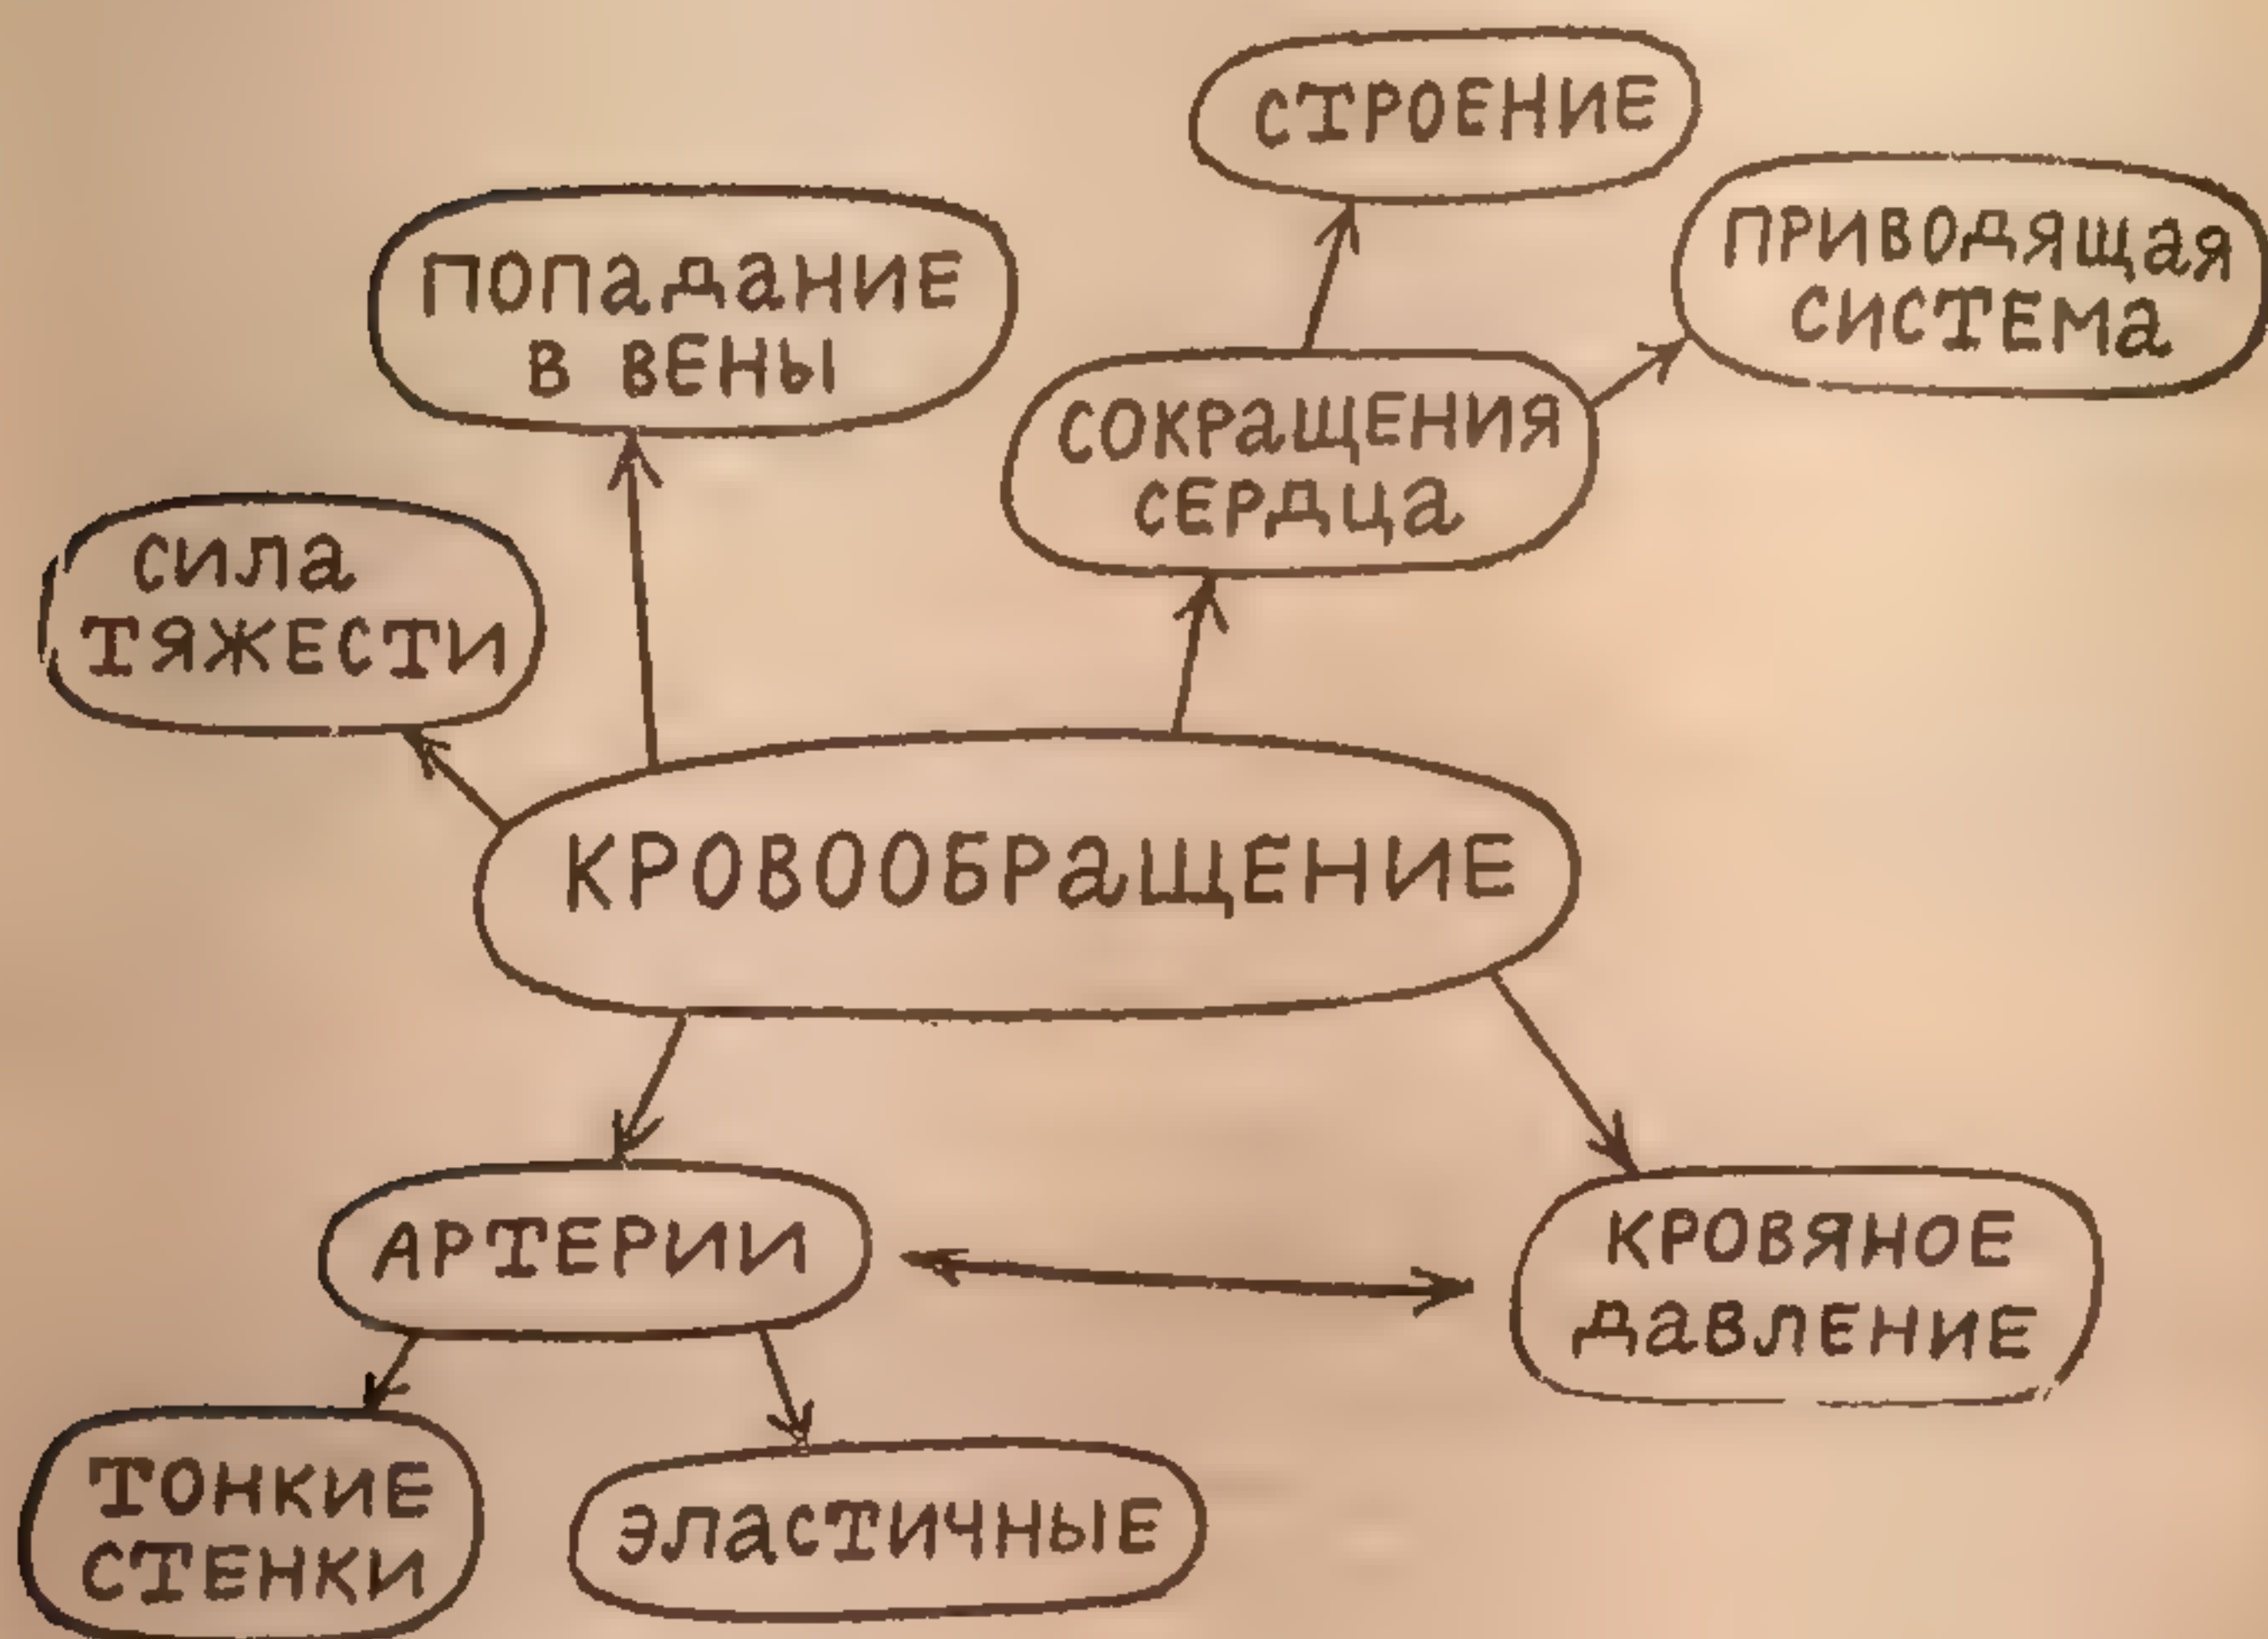 СТРОЕНИЕ
ПРИВОДЯЩАЯ
СИСТЕМА
ПОПАДАНИЕ
В ВЕНЫ
СОКРАЩЕНИЯ
СЕРДЦА
СИЛА
ТЯЖЕСТИ
КРОВООБРАЩЕНИЕ
АРТЕРИИ
КРОВЯНОЕ
ДАВЛЕНИЕ
ТОНКИЕ
СТЕНКИ
ЭЛАСТИЧНЫЕ